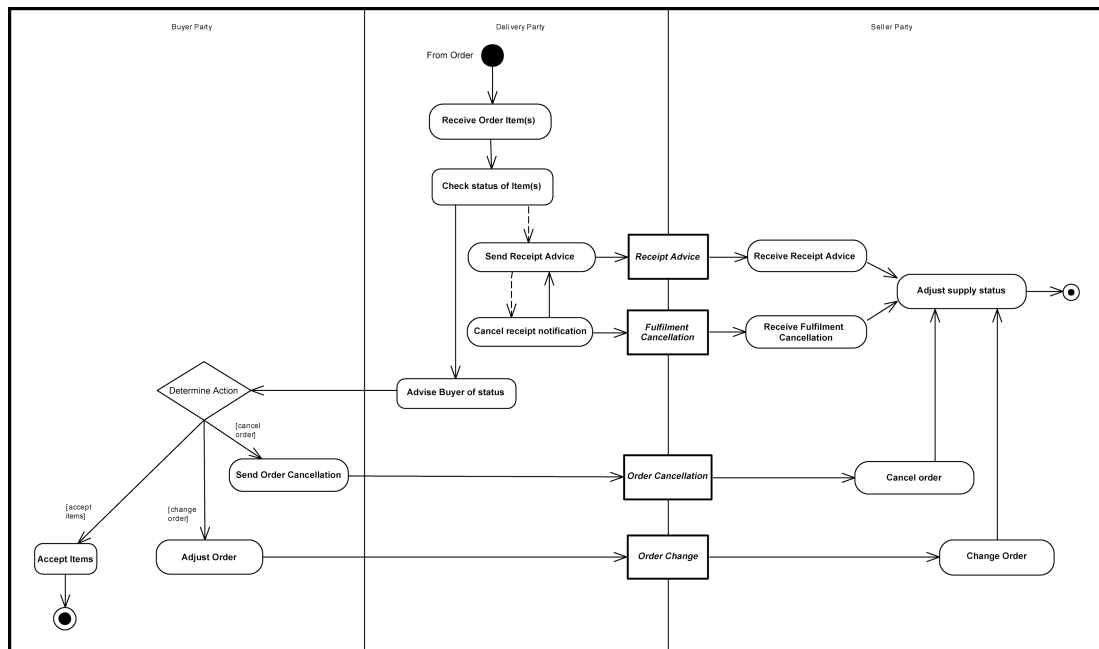 Buyer Party
Delivery Party
Seller Party
From Order
Receive Order Item(s)
Check status of Item(s)
Send Receipt Advice
Receipt Advice
Receive Receipt Advice
Adjust supply status
Cancel receipt notification
Fulfilment
Cancellation
Receive Fulfilment
Cancellation
Determine Action
Advise Buyer of status
[cancel
order]
Send Order Cancellation
Order Cancellation
Cancel order
[accept
items]
[change
order]
Accept Items
Adjust Order
Order Change
Change Order